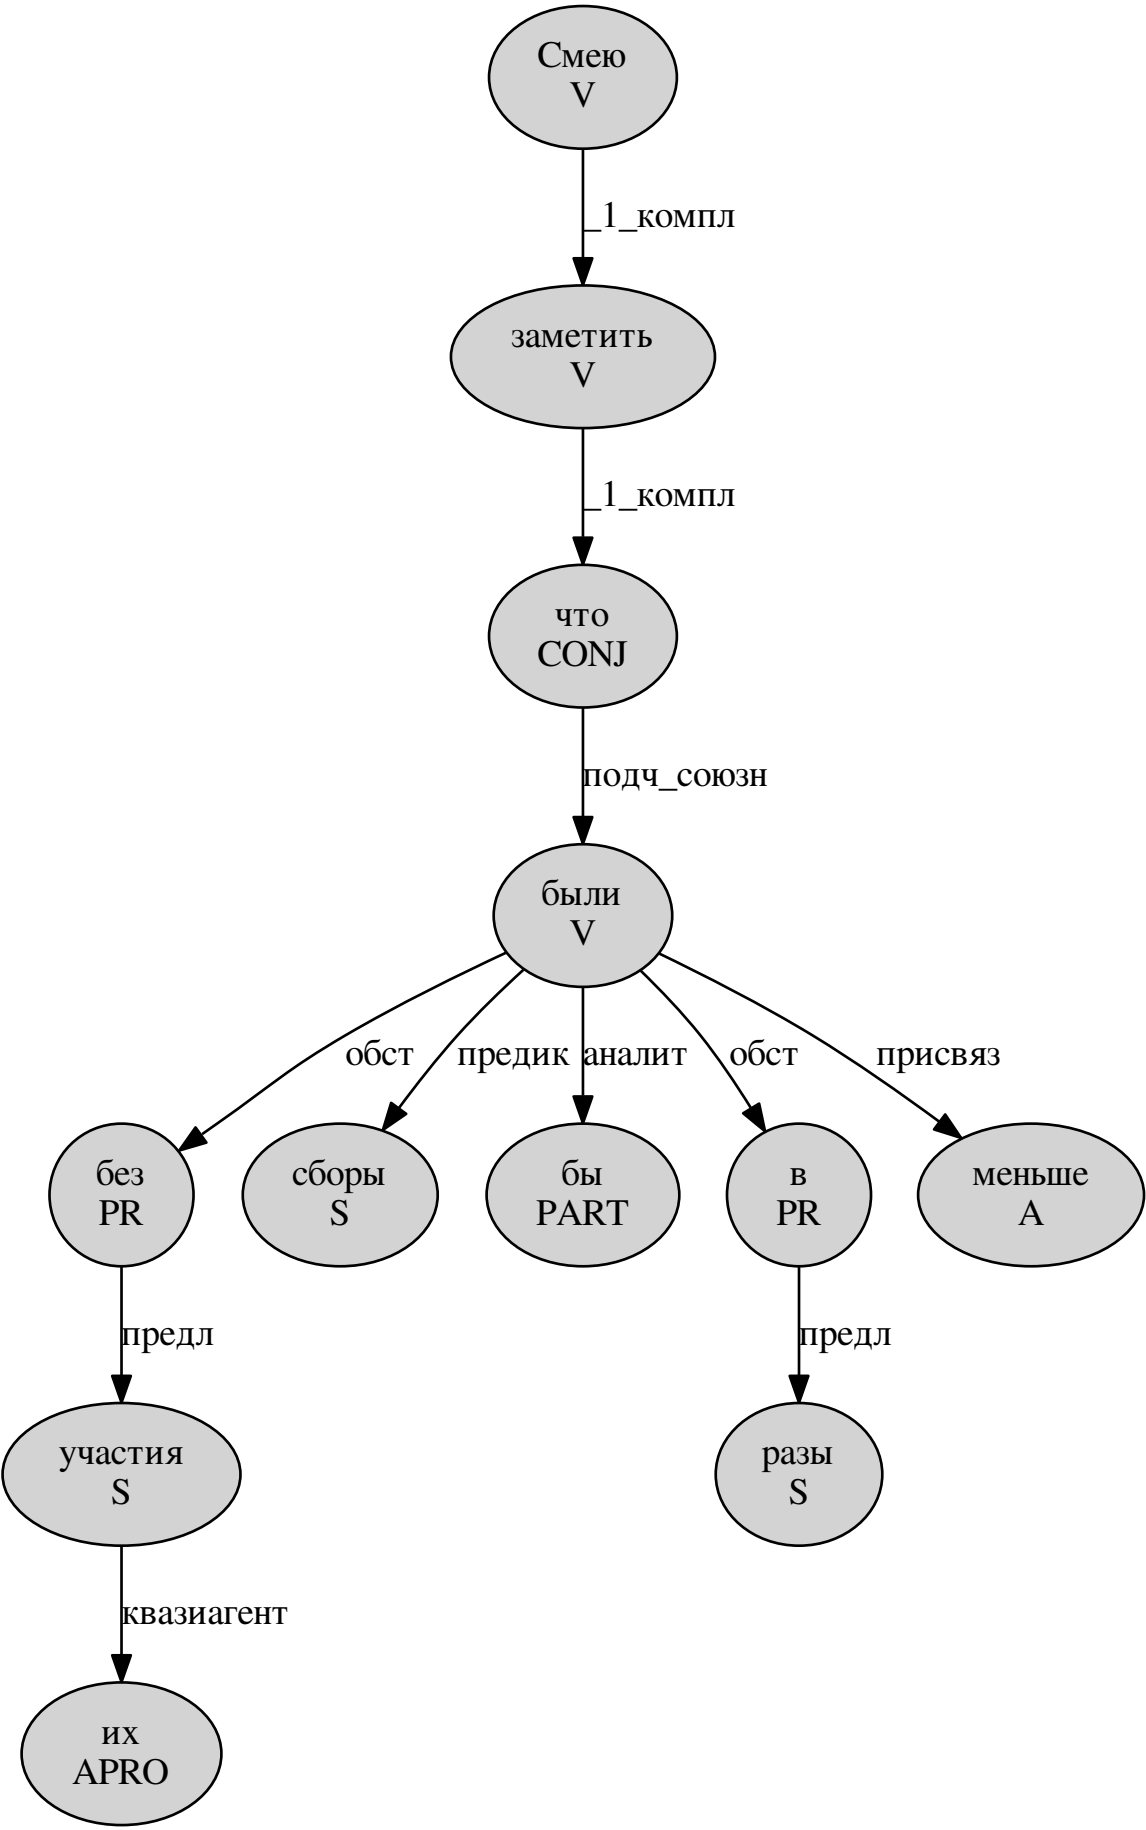 Смею
V
_1_компл
заметить
V
_1_компл
что
CONJ
подч_союзн
были
V
обст предик аналит обст присвяз
без сборы бы в меньше
PR S PART PR A
предл предл
участия разы
S S
квазиагент
их
APRO